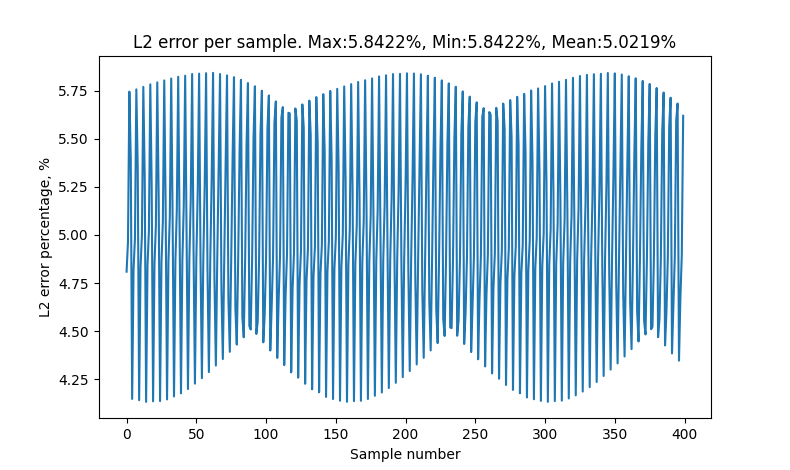 L2 error per sample. Max:5.8422%, Min:5.8422%, Mean:5.0219%
L2 error percentage, %
5.75
5.50
5.25
5.00
4.75
4.50
4.25
0 50 100 150 200 250 300 350 400
Sample number